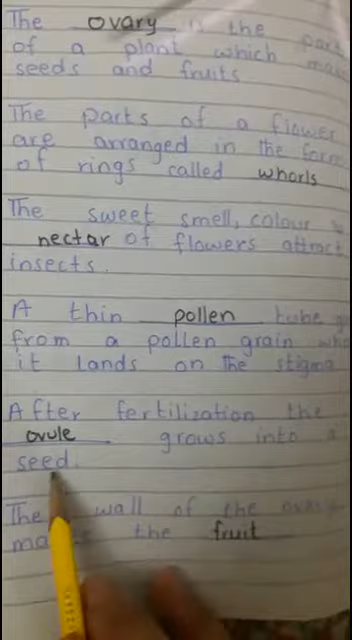 The ovary is the part
of a plant which
seeds and fruits
The parts of a flower
are arranged in the form
of rings called whorls
The sweet smell, colour
nectar of flowers attract
insects.
A thin pollen tube
from a pollen grain
it lands on the stigma
After fertilization the
ovule grows into a
seed.
The wall of the ovary
the fruit